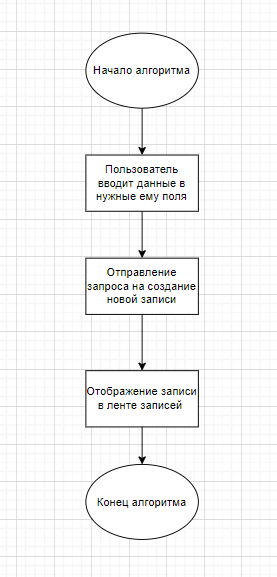 Начало алгоритма
Пользователь
вводит данные в
нужные ему поля
Отправление
запроса на создание
новой записи
Отображение записи
в ленте записей
Конец алгоритма